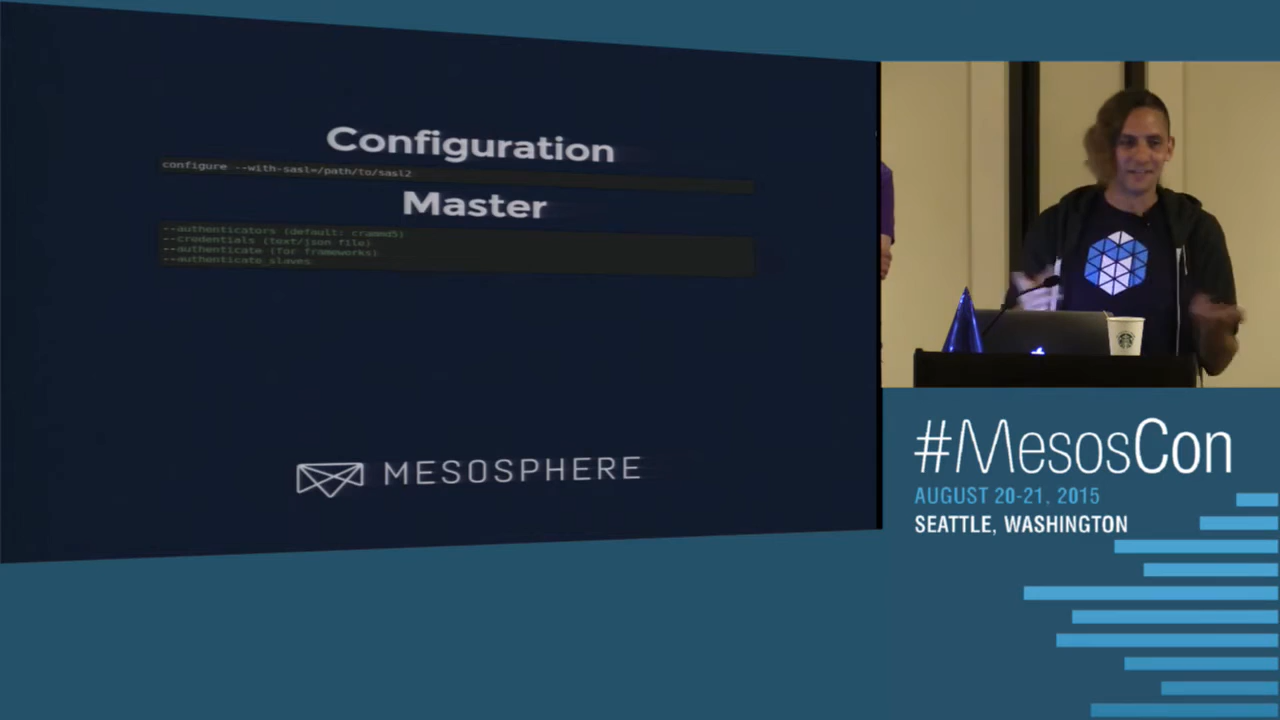 Configuration
configure --with-sasl=/path/to/sasl2
Master
--authenticators (default: crammd5)
--credentials (text/json file)
--authenticate (for frameworks)
--authenticate_slaves
MESOSPHERE
#MesosCon
AUGUST 20-21, 2015
SEATTLE, WASHINGTON